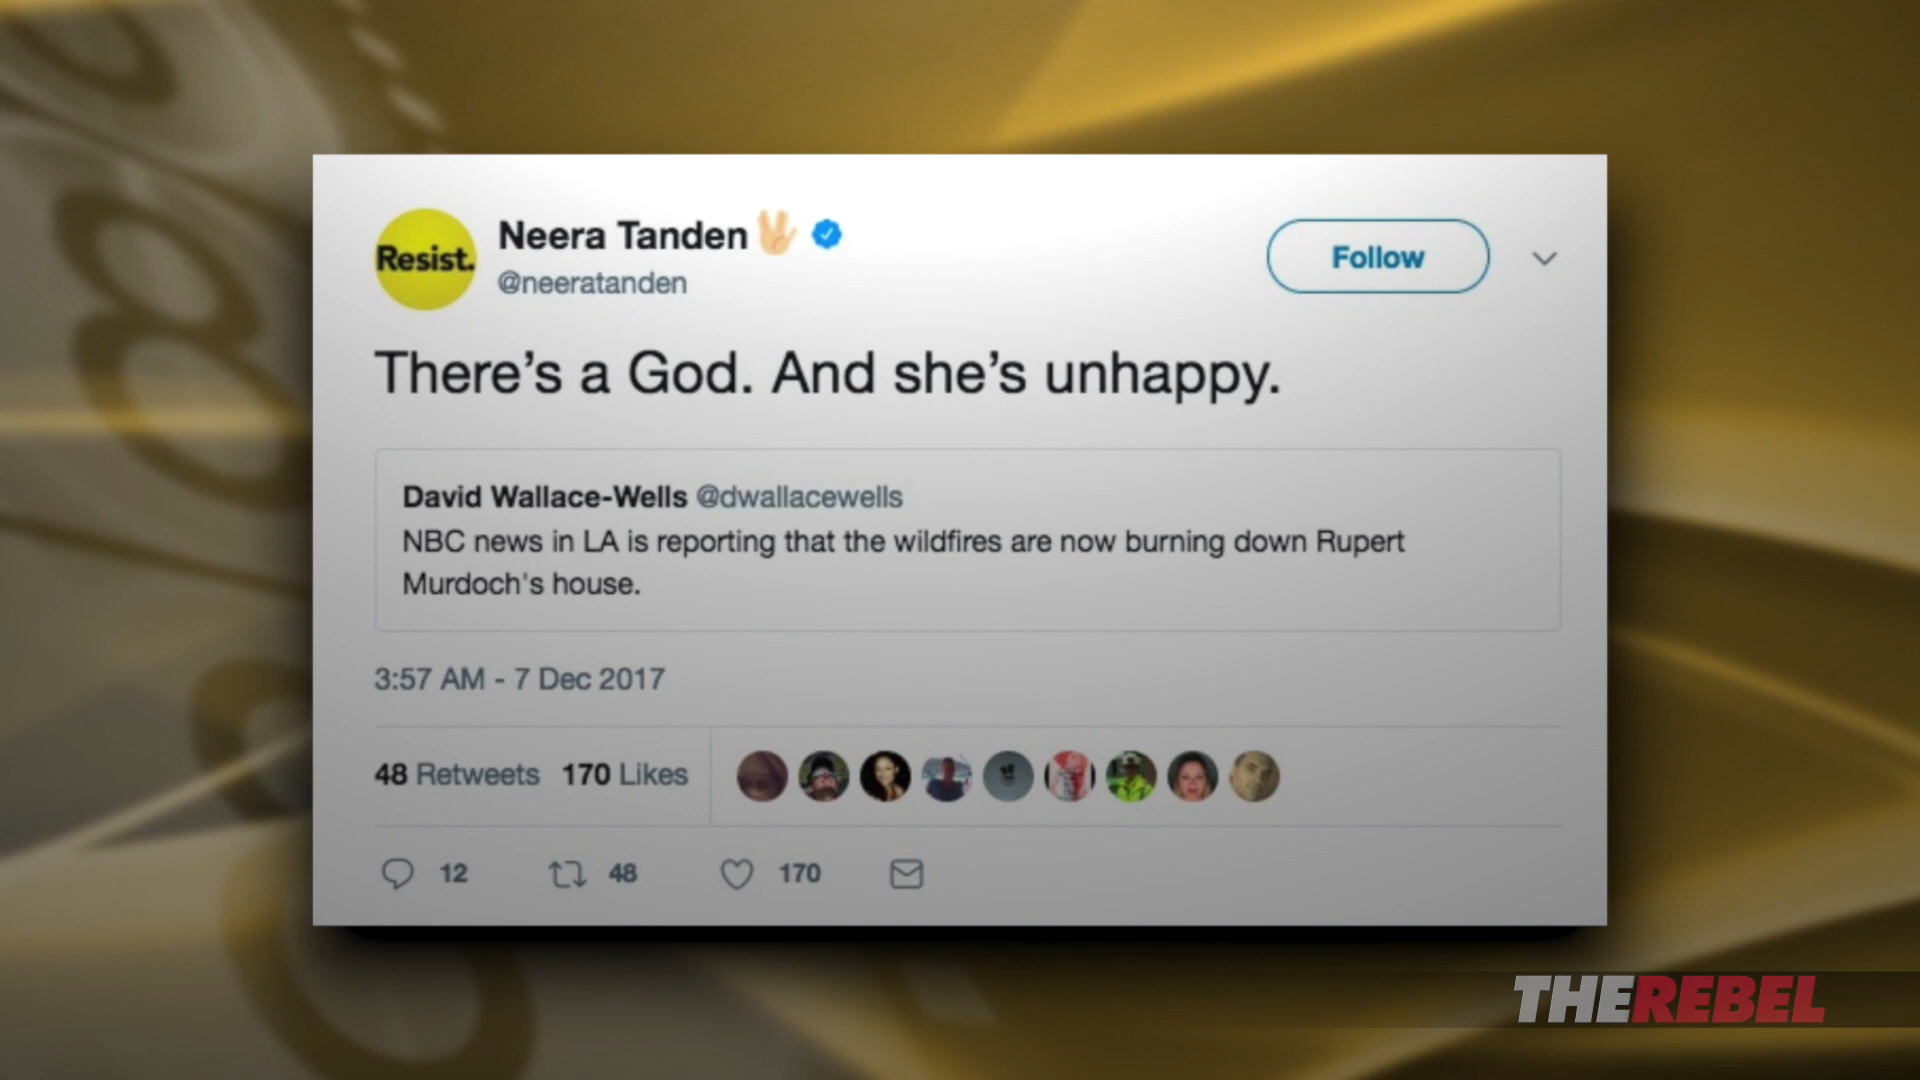 Resist.
Neera Tanden
@neeratanden
Follow
There’s a God. And she’s unhappy.
David Wallace-Wells @dwallacewells
NBC news in LA is reporting that the wildfires are now burning down Rupert
Murdoch's house.
3:57 AM - 7 Dec 2017
48 Retweets 170 Likes
12 48 170
THEREBEL